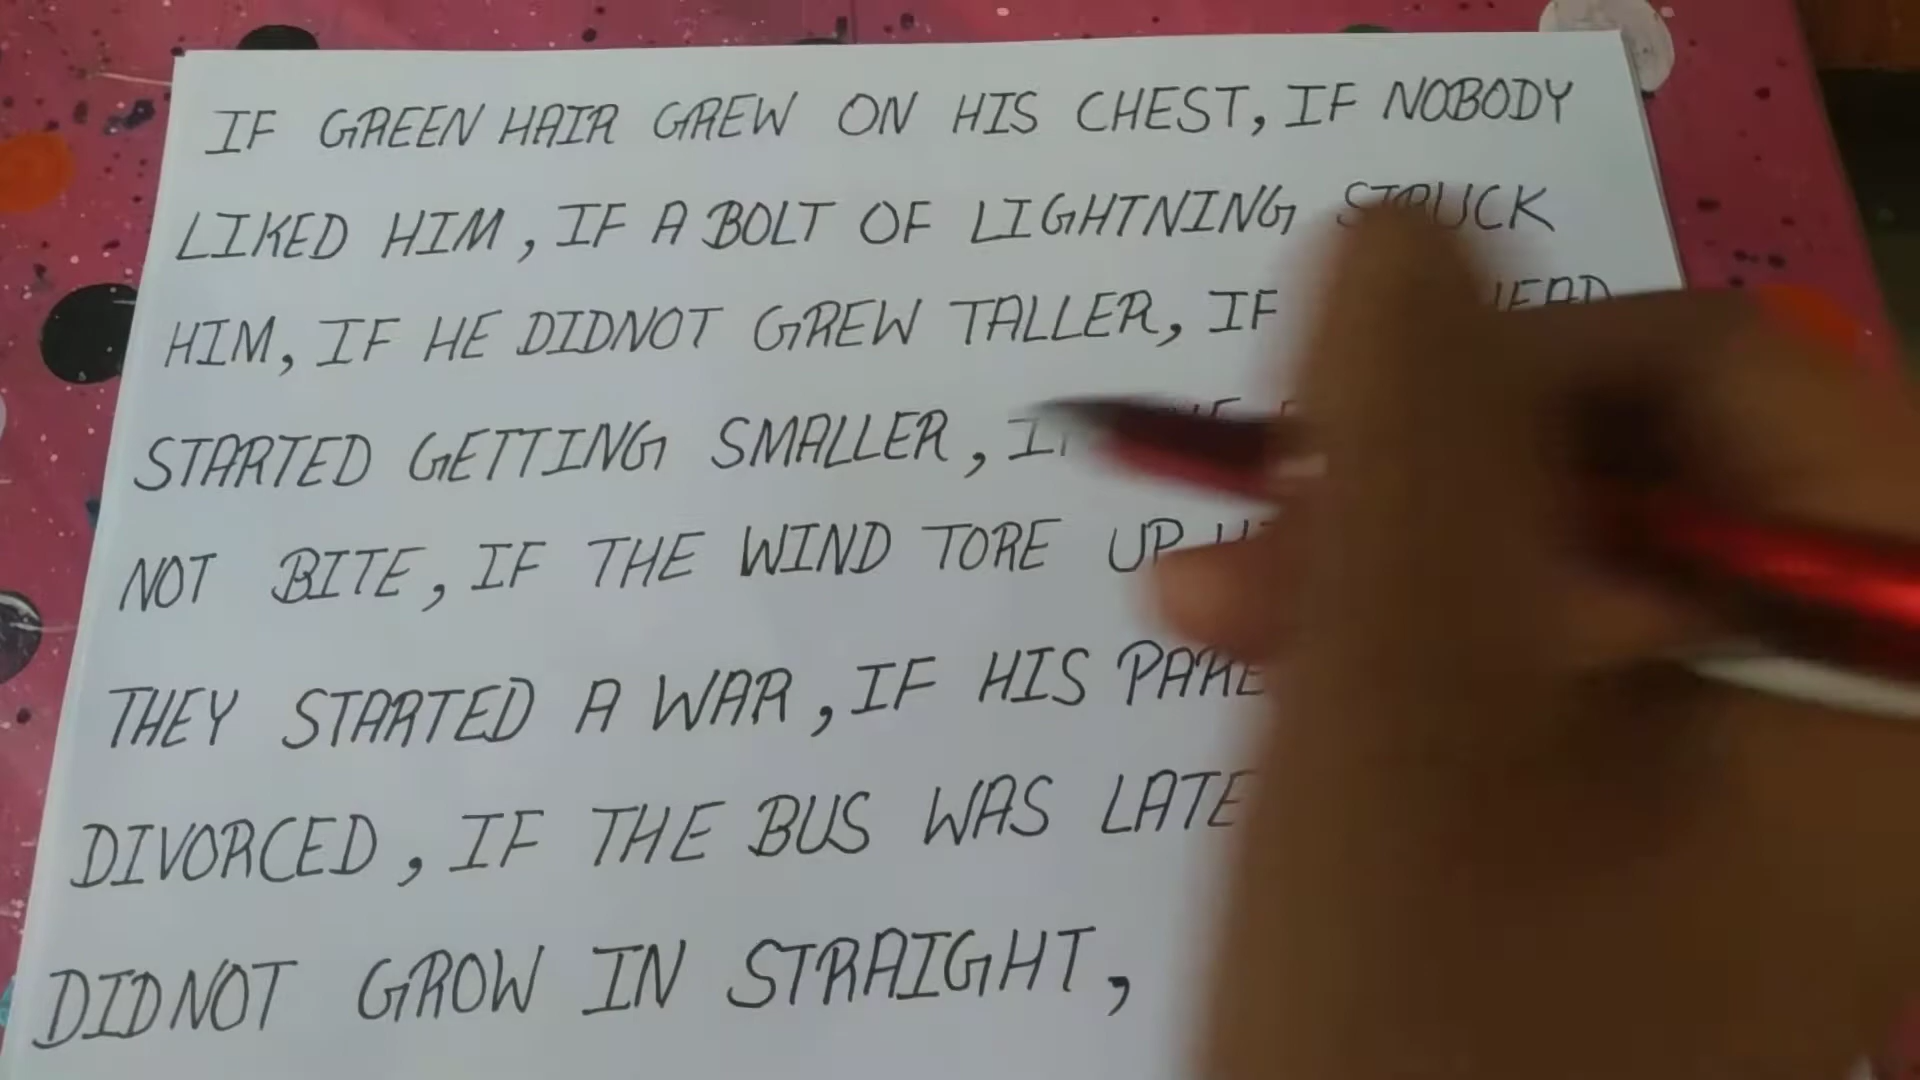 IF GREEN HAIR GREW ON HIS CHEST, IF NOBODY
LIKED HIM, IF A BOLT OF LIGHTNING STRUCK
HIM, IF HE DIDNOT GREW TALLER, IF HEAD
STARTED GETTING SMALLER,
NOT BITE, IF THE WIND TORE UP
THEY STARTED A WAR, IF HIS
DIVORCED, IF THE BUS WAS LATE
DIDNOT GROW IN STRAIGHT,